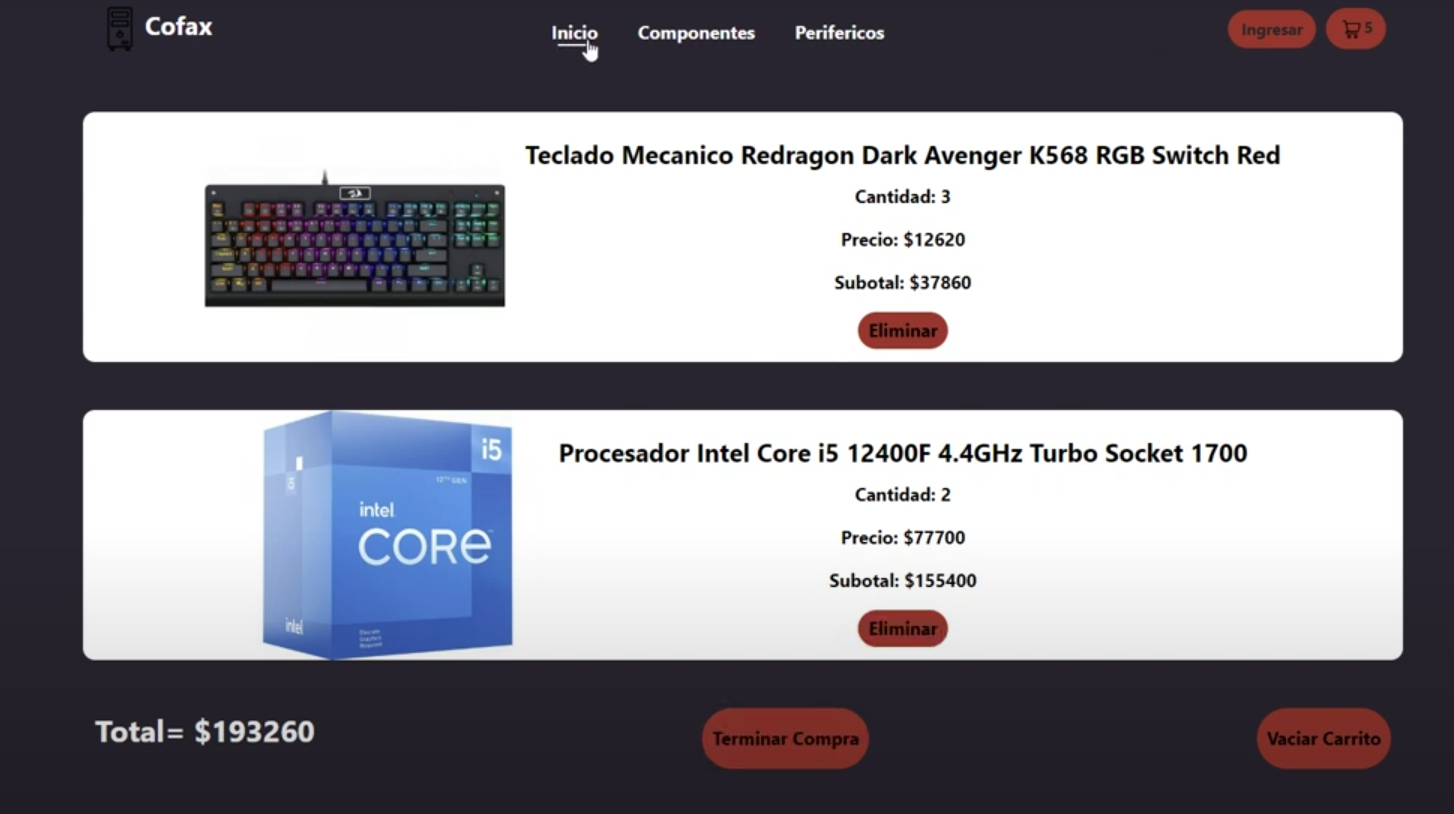 Cofax
Inicio
Componentes
Perifericos
Ingresar
5
Teclado Mecanico Redragon Dark Avenger K568 RGB Switch Red
Cantidad: 3
Precio: $12620
Subotal: $37860
Eliminar
i5
i5
12TH GEN
intel
CORe
intel
Procesador Intel Core i5 12400F 4.4GHz Turbo Socket 1700
Cantidad: 2
Precio: $77700
Subotal: $155400
Eliminar
Total= $193260
Terminar Compra
Vaciar Carrito